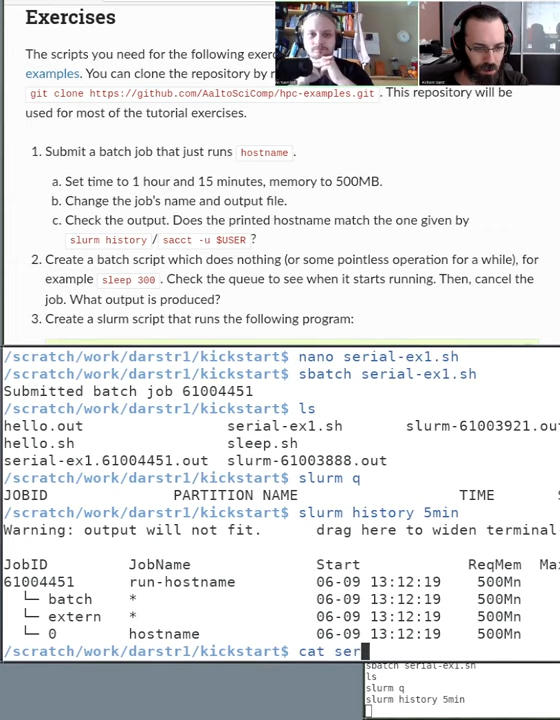 Exercises
The scripts you need for the following exer
examples. You can clone the repository by r
git clone https://github.com/AaltoSciComp/hpc-examples.git . This repository will be
used for most of the tutorial exercises.
1. Submit a batch job that just runs hostname .
a. Set time to 1 hour and 15 minutes, memory to 500MB.
b. Change the job's name and output file.
c. Check the output. Does the printed hostname match the one given by
slurm history / sacct -u $USER ?
2. Create a batch script which does nothing (or some pointless operation for a while), for
example sleep 300 . Check the queue to see when it starts running. Then, cancel the
job. What output is produced?
3. Create a slurm script that runs the following program:
/scratch/work/darstr1/kickstart$ nano serial-ex1.sh
/scratch/work/darstr1/kickstart$ sbatch serial-ex1.sh
Submitted batch job 61004451
/scratch/work/darstr1/kickstart$ ls
hello.out serial-ex1.sh slurm-61003921.ou
hello.sh sleep.sh
serial-ex1.61004451.out slurm-61003888.out
/scratch/work/darstr1/kickstart$ slurm q
JOBID PARTITION NAME TIME S
/scratch/work/darstr1/kickstart$ slurm history 5min
Warning: output will not fit. drag here to widen terminal
JobID JobName Start ReqMem Ma
61004451 run-hostname 06-09 13:12:19 500Mn
└─ batch * 06-09 13:12:19 500Mn
└─ extern * 06-09 13:12:19 500Mn
└─ 0 hostname 06-09 13:12:19 500Mn
/scratch/work/darstr1/kickstart$ cat ser
sbatch serial-ex1.sh
ls
slurm q
slurm history 5min